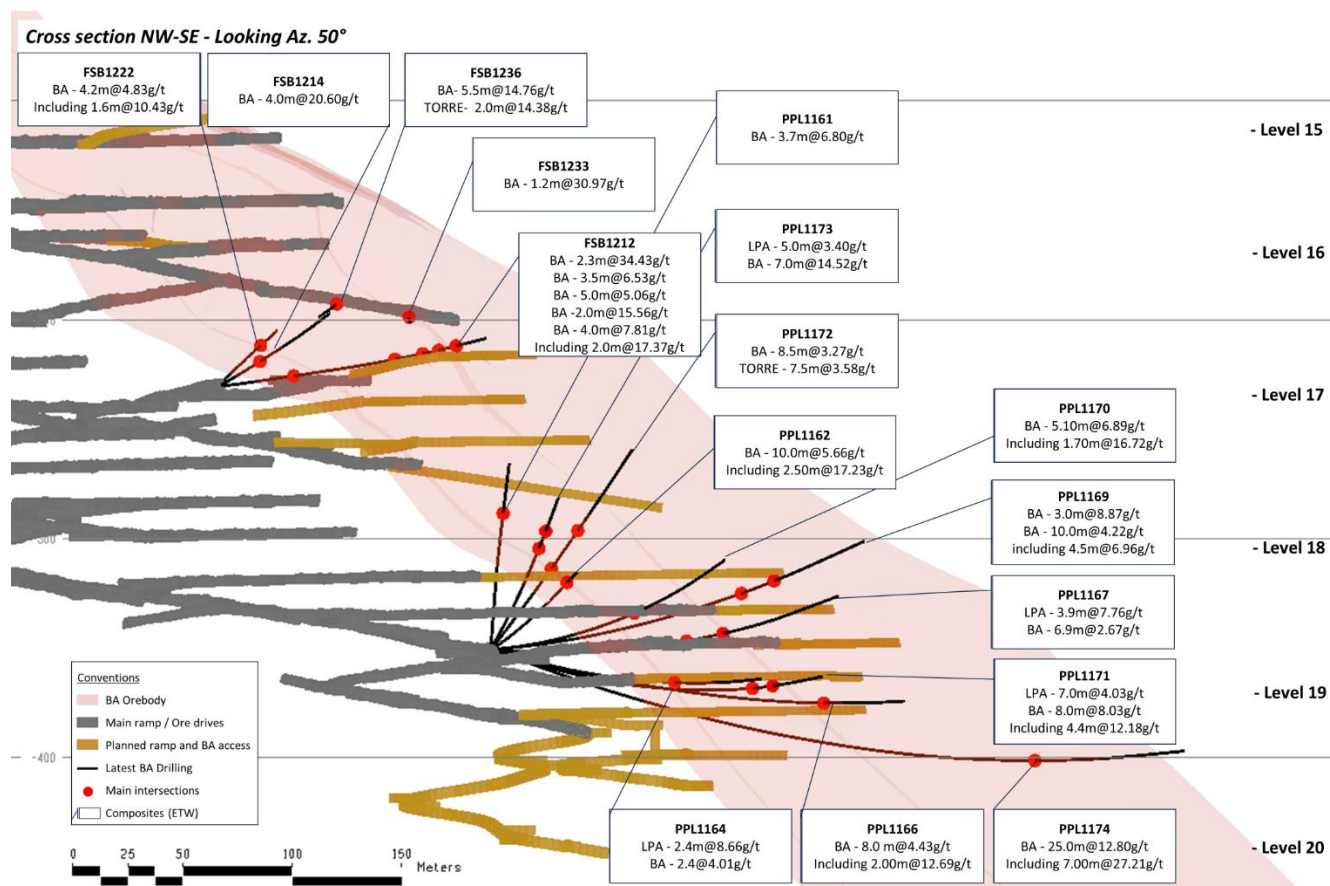 Cross section NW-SE - Looking Az. 50°
FSB1222
BA - 4.2m@4.83g/t
Including 1.6m@10.43g/t
FSB1214
BA - 4.0m@20.60g/t
FSB1236
BA- 5.5m@14.76g/t
TORRE- 2.0m@14.38g/t
FSB1233
BA - 1.2m@30.97g/t
FSB1212
BA - 2.3m@34.43g/t
BA - 3.5m@6.53g/t
BA - 5.0m@5.06g/t
BA -2.0m@15.56g/t
BA - 4.0m@7.81g/t
Including 2.0m@17.37g/t
PPL1161
BA - 3.7m@6.80g/t
PPL1173
LPA - 5.0m@3.40g/t
BA - 7.0m@14.52g/t
PPL1172
BA - 8.5m@3.27g/t
TORRE - 7.5m@3.58g/t
PPL1162
BA - 10.0m@5.66g/t
Including 2.50m@17.23g/t
PPL1170
BA - 5.10m@6.89g/t
Including 1.70m@16.72g/t
PPL1169
BA - 3.0m@8.87g/t
BA - 10.0m@4.22g/t
including 4.5m@6.96g/t
PPL1167
LPA - 3.9m@7.76g/t
BA - 6.9m@2.67g/t
PPL1171
LPA - 7.0m@4.03g/t
BA - 8.0m@8.03g/t
Including 4.4m@12.18g/t
PPL1164
LPA - 2.4m@8.66g/t
BA - 2.4@4.01g/t
PPL1166
BA - 8.0 m@4.43g/t
Including 2.00m@12.69g/t
PPL1174
BA - 25.0m@12.80g/t
Including 7.00m@27.21g/t
- Level 15
- Level 16
- Level 17
- Level 18
- Level 19
- Level 20
-400
Conventions
BA Orebody
Main ramp / Ore drives
Planned ramp and BA access
Latest BA Drilling
Main intersections
Composites (ETW)
0 25 50 100 150
Meters